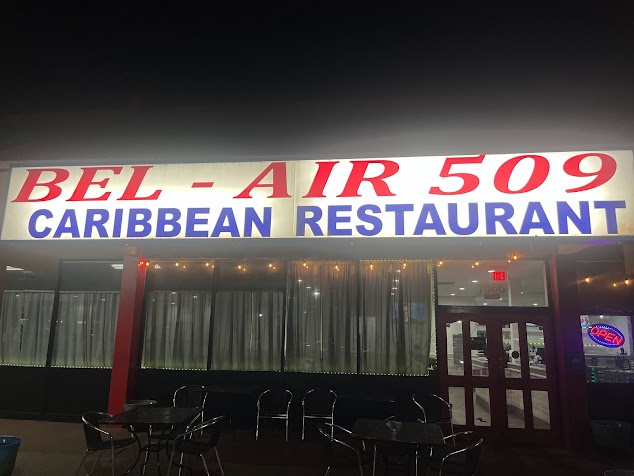 BEL - AIR 509
CARIBBEAN RESTAURANT
OPEN